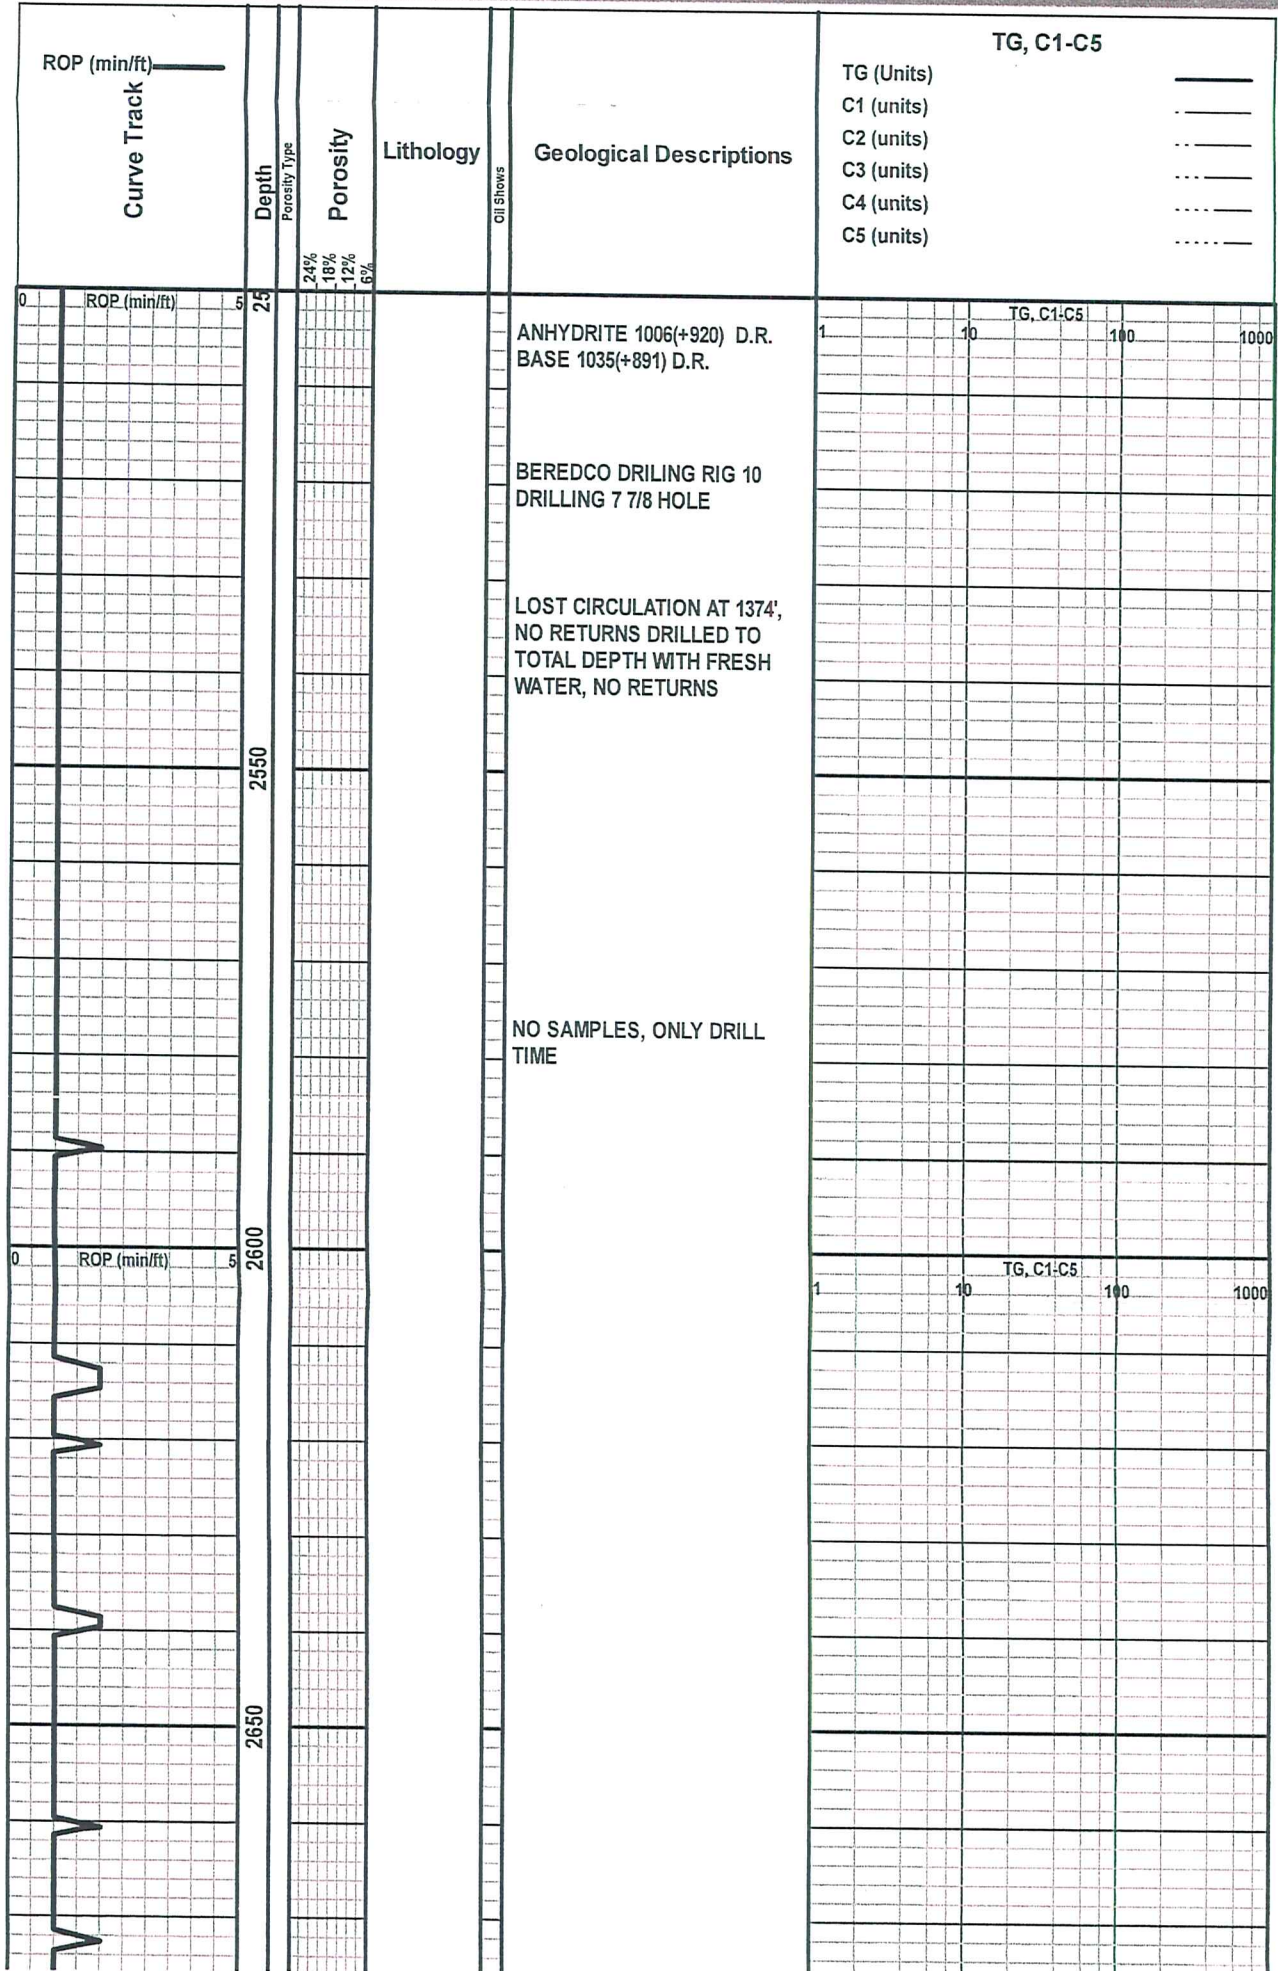 TG, C1-C5
ROP (min/ft)
TG (Units)
C1 (units)
C2 (units)
C3 (units)
C4 (units)
C5 (units)
Curve Track
Depth
Porosity Type
Porosity
Lithology
Oil Shows
Geological Descriptions
24%
18%
12%
6%
0 ROP (min/ft) 5
25
TG, C1-C5
1 10 100 1000
ANHYDRITE 1006(+920) D.R.
BASE 1035(+891) D.R.
BEREDCO DRILING RIG 10
DRILLING 7 7/8 HOLE
LOST CIRCULATION AT 1374',
NO RETURNS DRILLED TO
TOTAL DEPTH WITH FRESH
WATER, NO RETURNS
2550
NO SAMPLES, ONLY DRILL
TIME
2600
0 ROP (min/ft) 5
TG, C1-C5
1 10 100 1000
2650